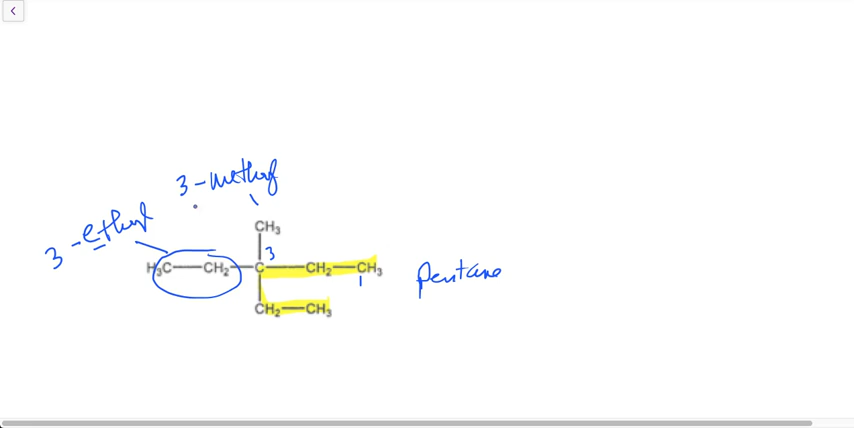 3-methyl
3-ethyl
CH₃
3
H₃C—CH₂—C—CH₂—CH₃
1
pentane
CH₂—CH₃